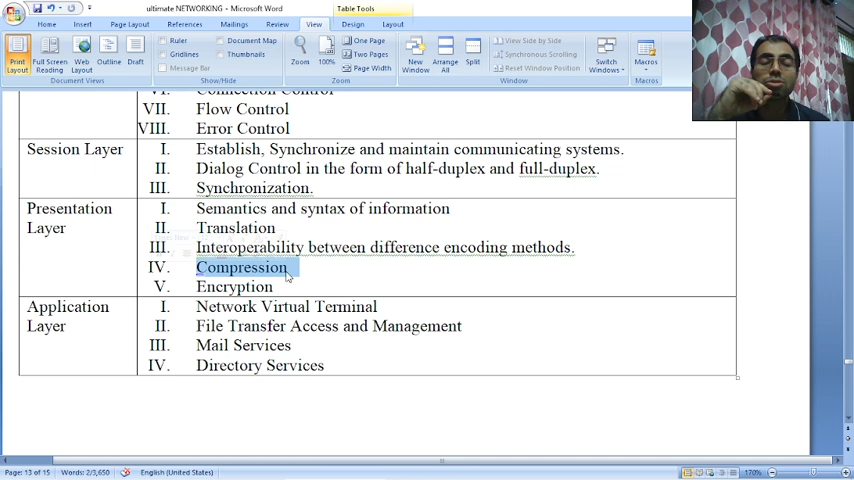 ultimate NETWORKING - Microsoft Word
Table Tools
Home Insert Page Layout References Mailings Review View Design Layout
Print Layout
Full Screen Reading
Web Layout
Outline
Draft
Document Views
Ruler
Gridlines
Message Bar
Document Map
Thumbnails
Show/Hide
Zoom
100%
One Page
Two Pages
Page Width
Zoom
New Window
Arrange All
Split
View Side by Side
Synchronous Scrolling
Reset Window Position
Window
Switch Windows
Macros
Macros
VI. Connection Control
VII. Flow Control
VIII. Error Control
Session Layer
I. Establish, Synchronize and maintain communicating systems.
II. Dialog Control in the form of half-duplex and full-duplex.
III. Synchronization.
Presentation Layer
I. Semantics and syntax of information
II. Translation
III. Interoperability between difference encoding methods.
IV. Compression
V. Encryption
Application Layer
I. Network Virtual Terminal
II. File Transfer Access and Management
III. Mail Services
IV. Directory Services
Page: 13 of 15 Words: 2/3,650 English (United States) 170%